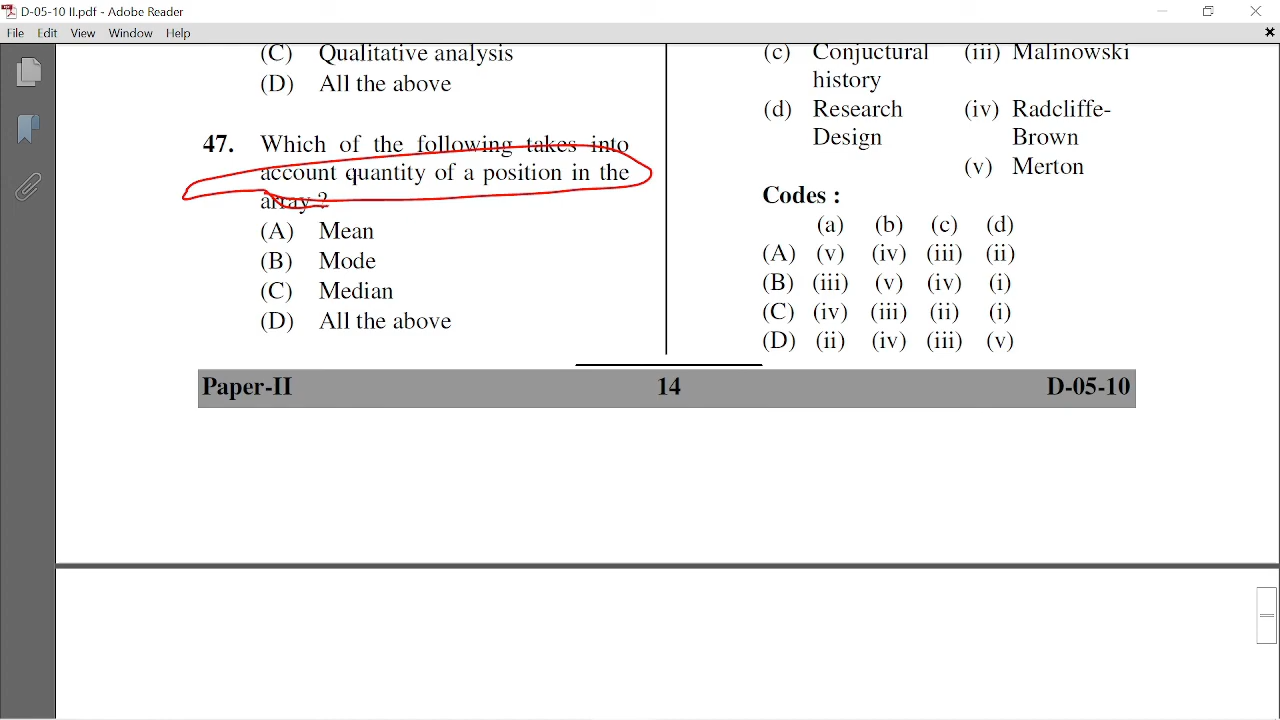 D-05-10 II.pdf - Adobe Reader
File Edit View Window Help
(C) Qualitative analysis
(D) All the above
47. Which of the following takes into
account quantity of a position in the
array ?
(A) Mean
(B) Mode
(C) Median
(D) All the above
(c) Conjuctural (iii) Malinowski
history
(d) Research (iv) Radcliffe-
Design Brown
(v) Merton
Codes :
(a) (b) (c) (d)
(A) (v) (iv) (iii) (ii)
(B) (iii) (v) (iv) (i)
(C) (iv) (iii) (ii) (i)
(D) (ii) (iv) (iii) (v)
Paper-II 14 D-05-10